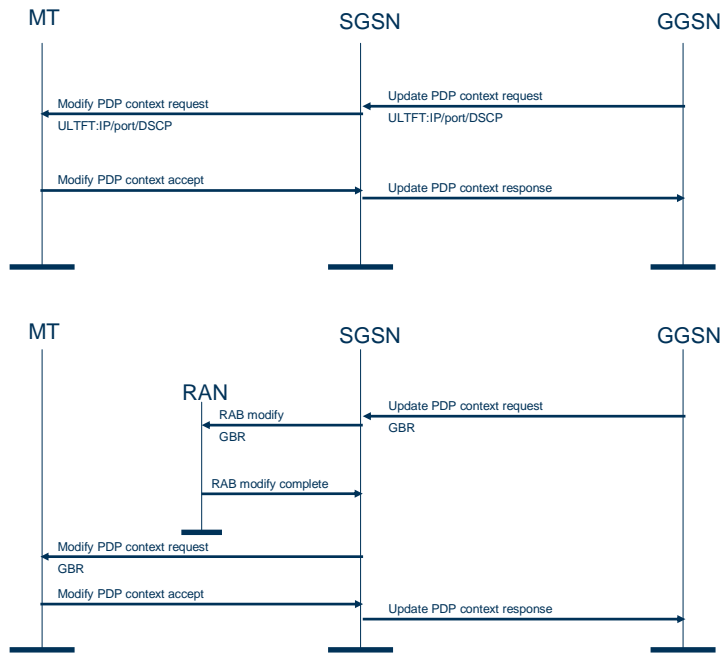 MT
SGSN
GGSN
Update PDP context request
Modify PDP context request
ULTFT:IP/port/DSCP
ULTFT:IP/port/DSCP
Modify PDP context accept
Update PDP context response
MT
SGSN
GGSN
RAN
Update PDP context request
RAB modify
GBR
GBR
RAB modify complete
Modify PDP context request
GBR
Modify PDP context accept
Update PDP context response